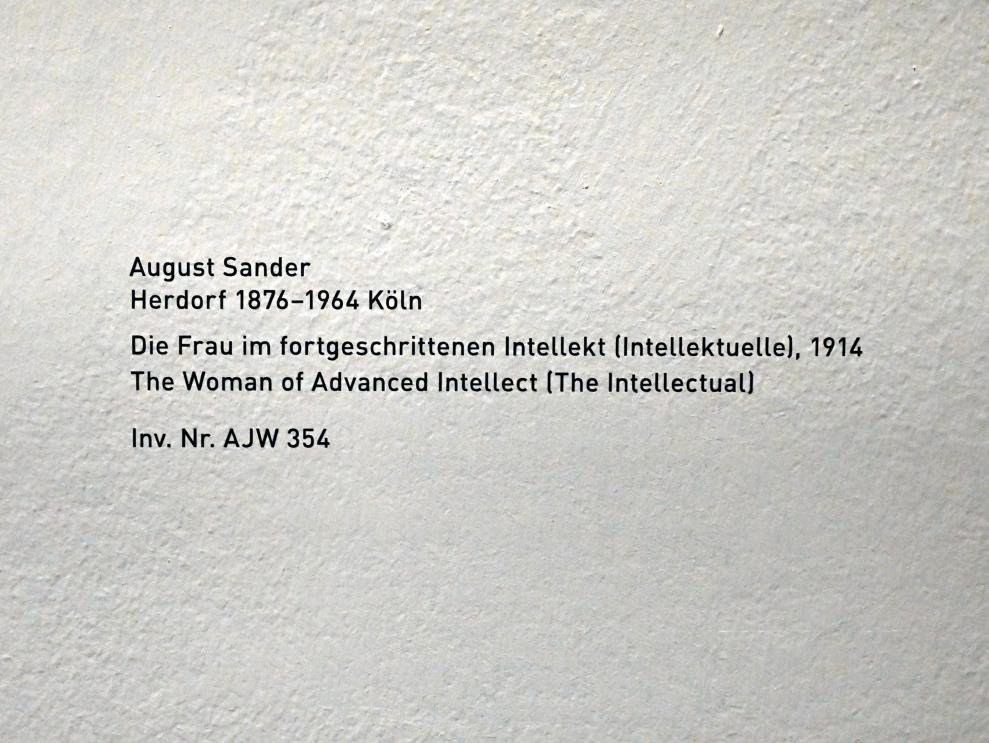 August Sander
Herdorf 1876–1964 Köln
Die Frau im fortgeschrittenen Intellekt (Intellektuelle), 1914
The Woman of Advanced Intellect (The Intellectual)
Inv. Nr. AJW 354